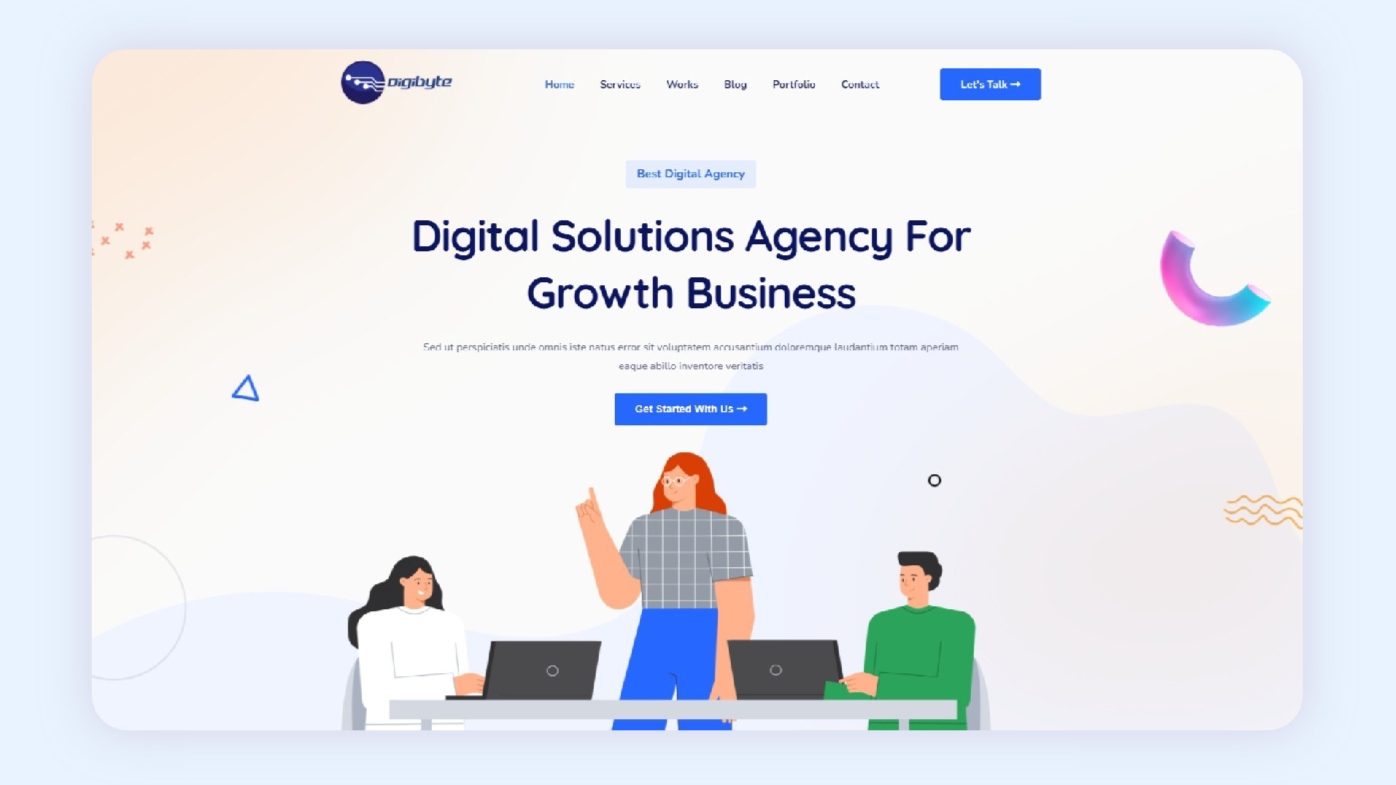 Digibyte
Home Services Works Blog Portfolio Contact
Let's Talk →
Best Digital Agency
Digital Solutions Agency For
Growth Business
Sed ut perspiciatis unde omnis iste natus error sit voluptatem accusantium doloremque laudantium totam aperiam
eaque abillo inventore veritatis
Get Started With Us →